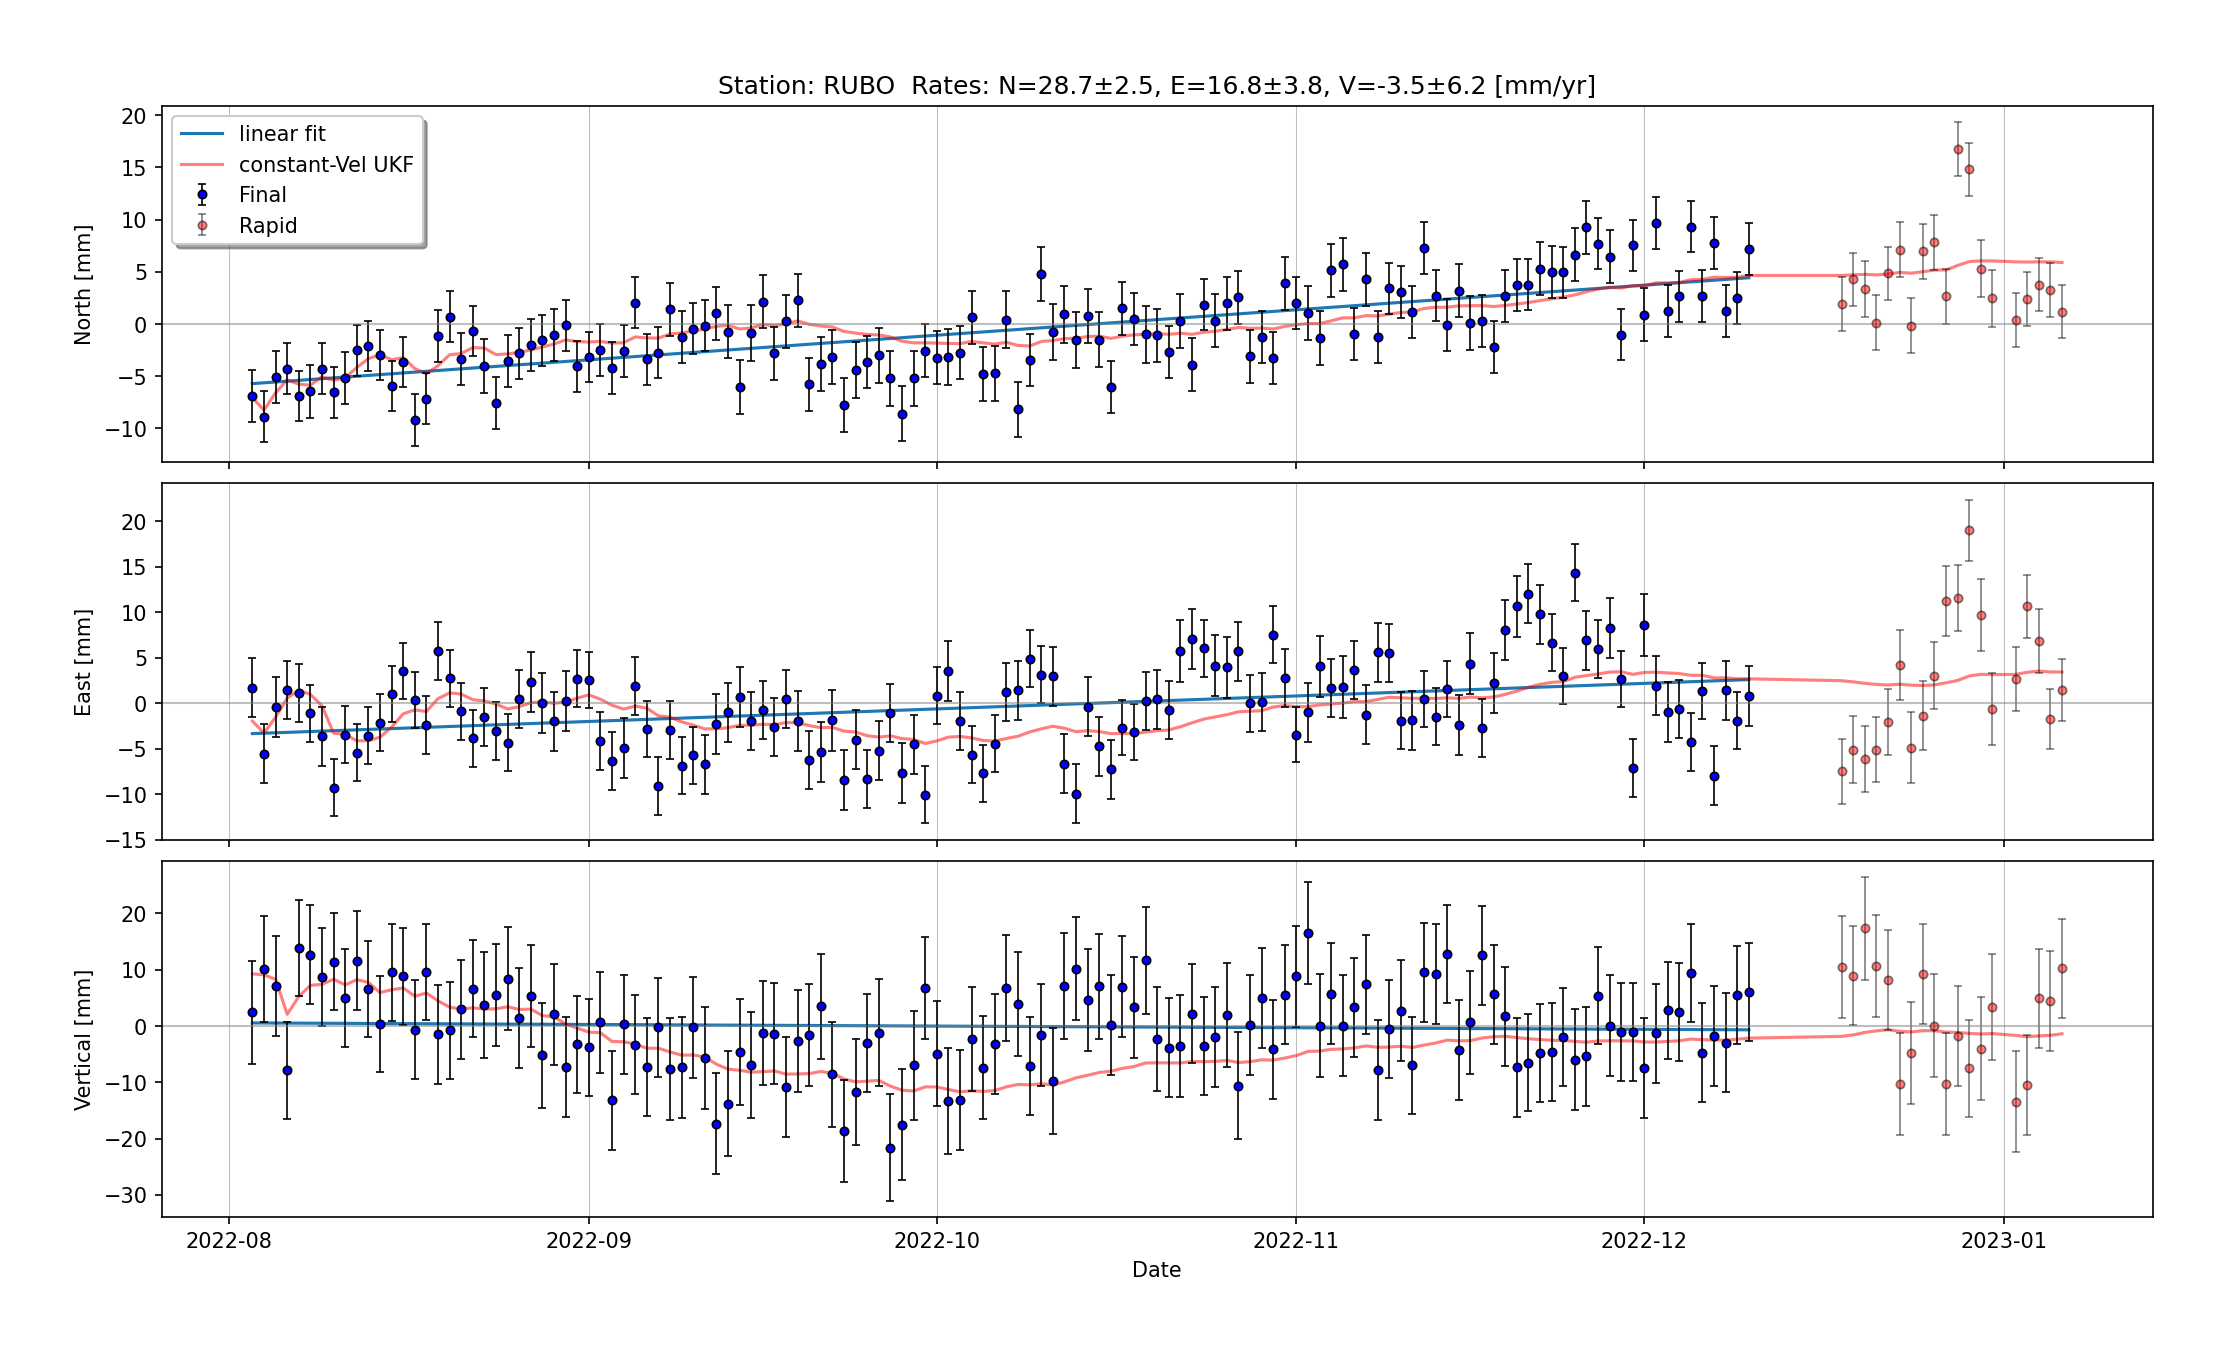 Station: RUBO  Rates: N=28.7±2.5, E=16.8±3.8, V=-3.5±6.2 [mm/yr]
linear fit
constant-Vel UKF
Final
Rapid
North [mm]
20
15
10
5
0
−5
−10
East [mm]
20
15
10
5
0
−5
−10
−15
Vertical [mm]
20
10
0
−10
−20
−30
2022-08 2022-09 2022-10 2022-11 2022-12 2023-01
Date